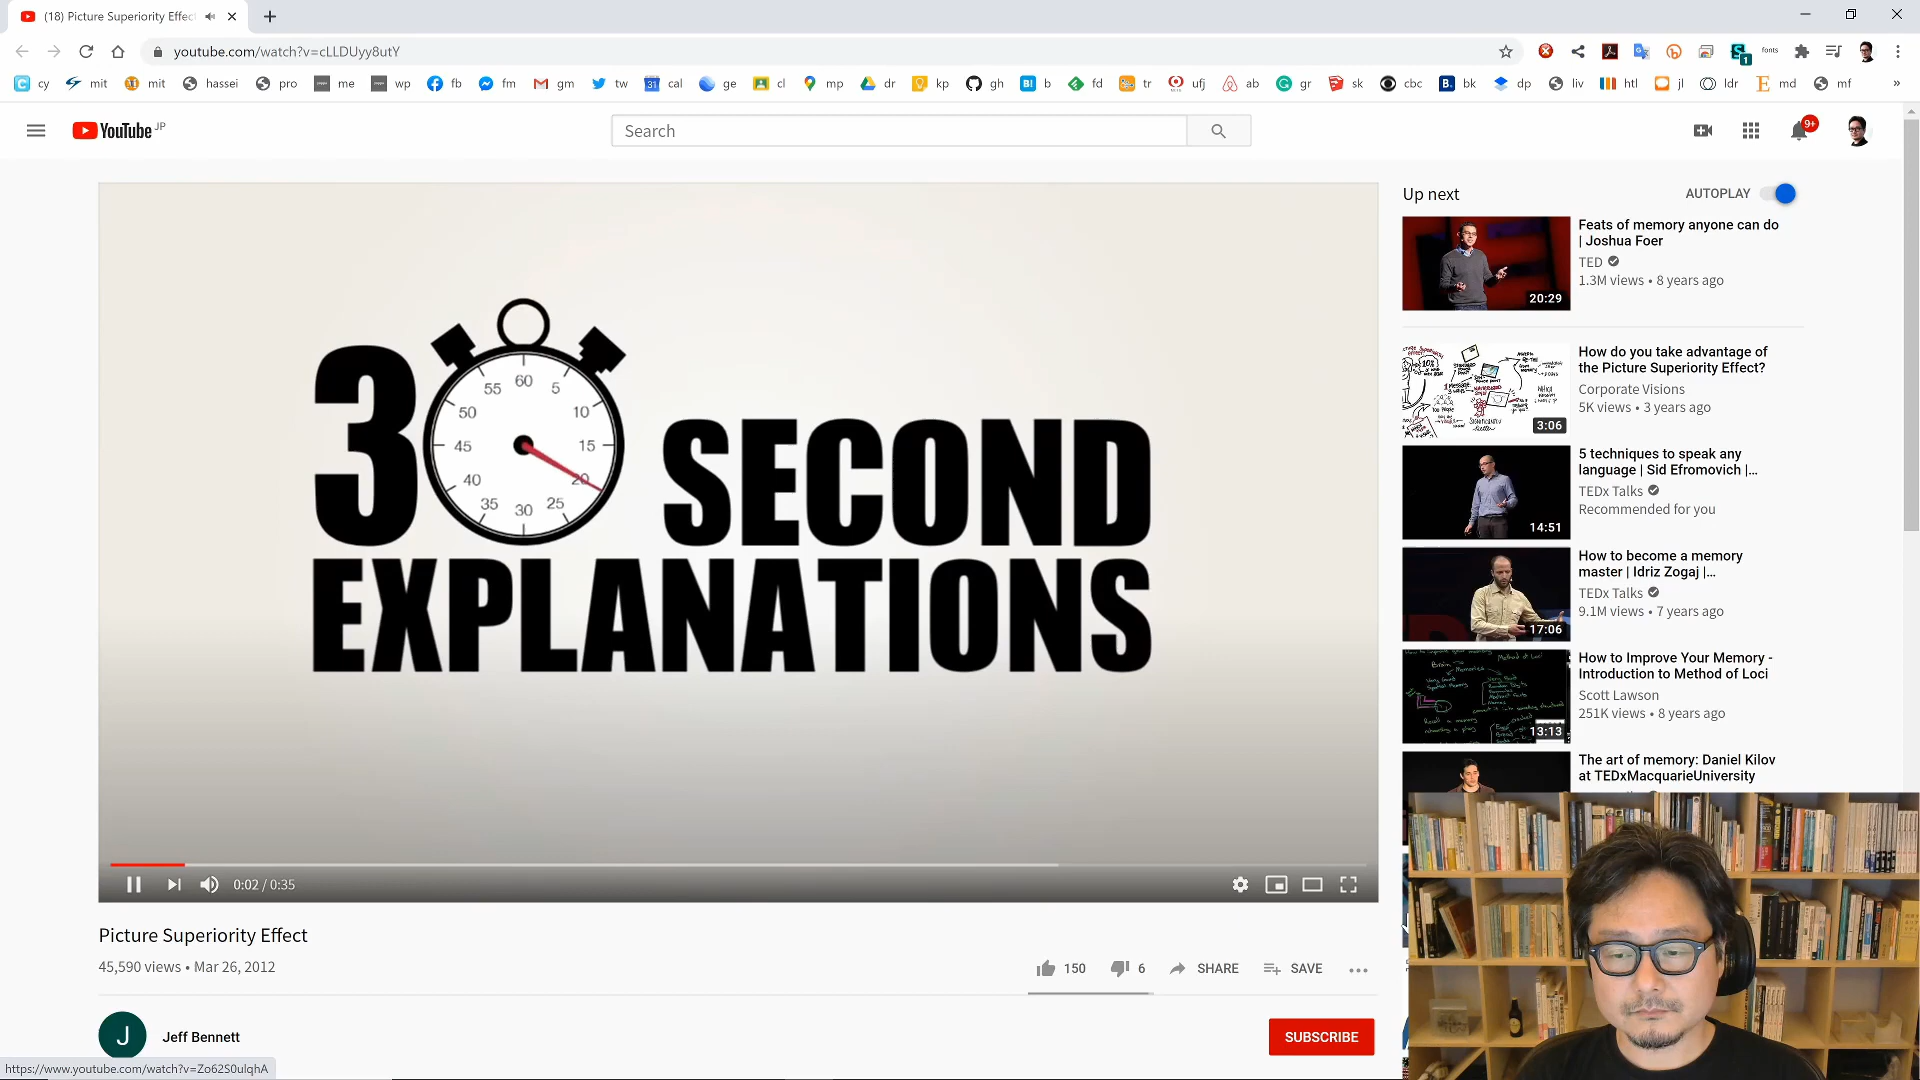 (18) Picture Superiority Effec
youtube.com/watch?v=cLLDUyy8utY
fonts
1
cy mit mit hassei pro me wp fb fm gm tw cal ge cl mp dr kp gh b fd tr ufj ab gr sk cbc bk dp liv htl jl ldr md mf »
YouTube JP
Search
9+
30 SECOND
EXPLANATIONS
60 5 10 15 20 25 30 35 40 45 50 55
0:02 / 0:35
Picture Superiority Effect
45,590 views • Mar 26, 2012
150 6 SHARE SAVE
J
Jeff Bennett
SUBSCRIBE
https://www.youtube.com/watch?v=Zo62S0ulqhA
Up next
AUTOPLAY
Feats of memory anyone can do
| Joshua Foer
TED
1.3M views • 8 years ago
20:29
How do you take advantage of
the Picture Superiority Effect?
Corporate Visions
5K views • 3 years ago
3:06
5 techniques to speak any
language | Sid Efromovich |...
TEDx Talks
Recommended for you
14:51
How to become a memory
master | Idriz Zogaj |...
TEDx Talks
9.1M views • 7 years ago
17:06
How to Improve Your Memory -
Introduction to Method of Loci
Scott Lawson
251K views • 8 years ago
13:13
The art of memory: Daniel Kilov
at TEDxMacquarieUniversity